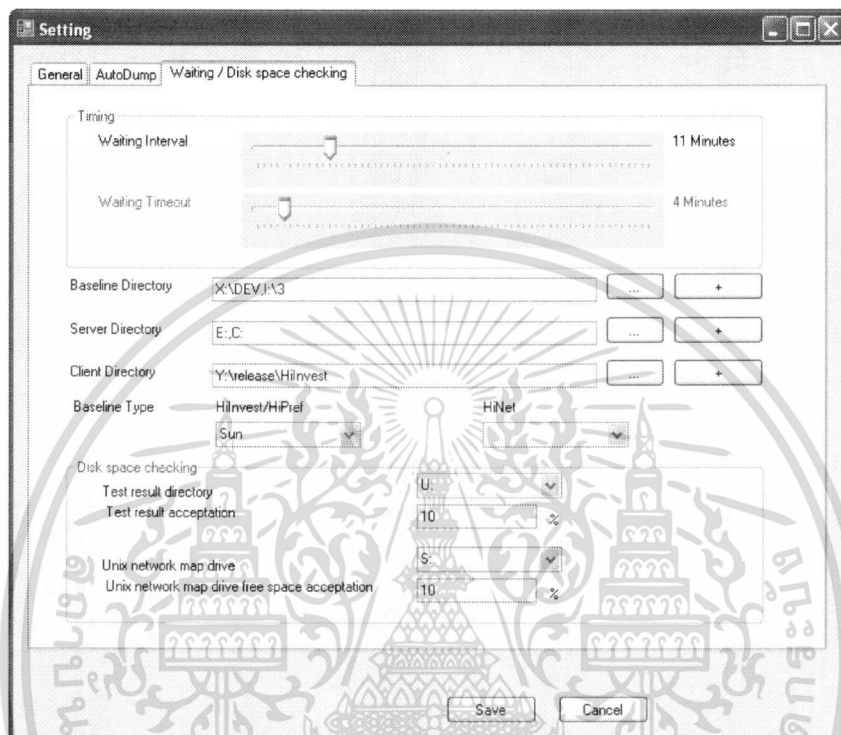 Setting
General AutoDump Waiting / Disk space checking
Timing
Waiting Interval 11 Minutes
Waiting Timeout 4 Minutes
Baseline Directory X:\DEV,I:\3 ... +
Server Directory E:,C: ... +
Client Directory Y:\release\HiInvest ... +
Baseline Type HiInvest/HiPref HiNet
Sun
Disk space checking
Test result directory U:
Test result acceptation 10 %
Unix network map drive S:
Unix network map drive free space acceptation 10 %
Save Cancel